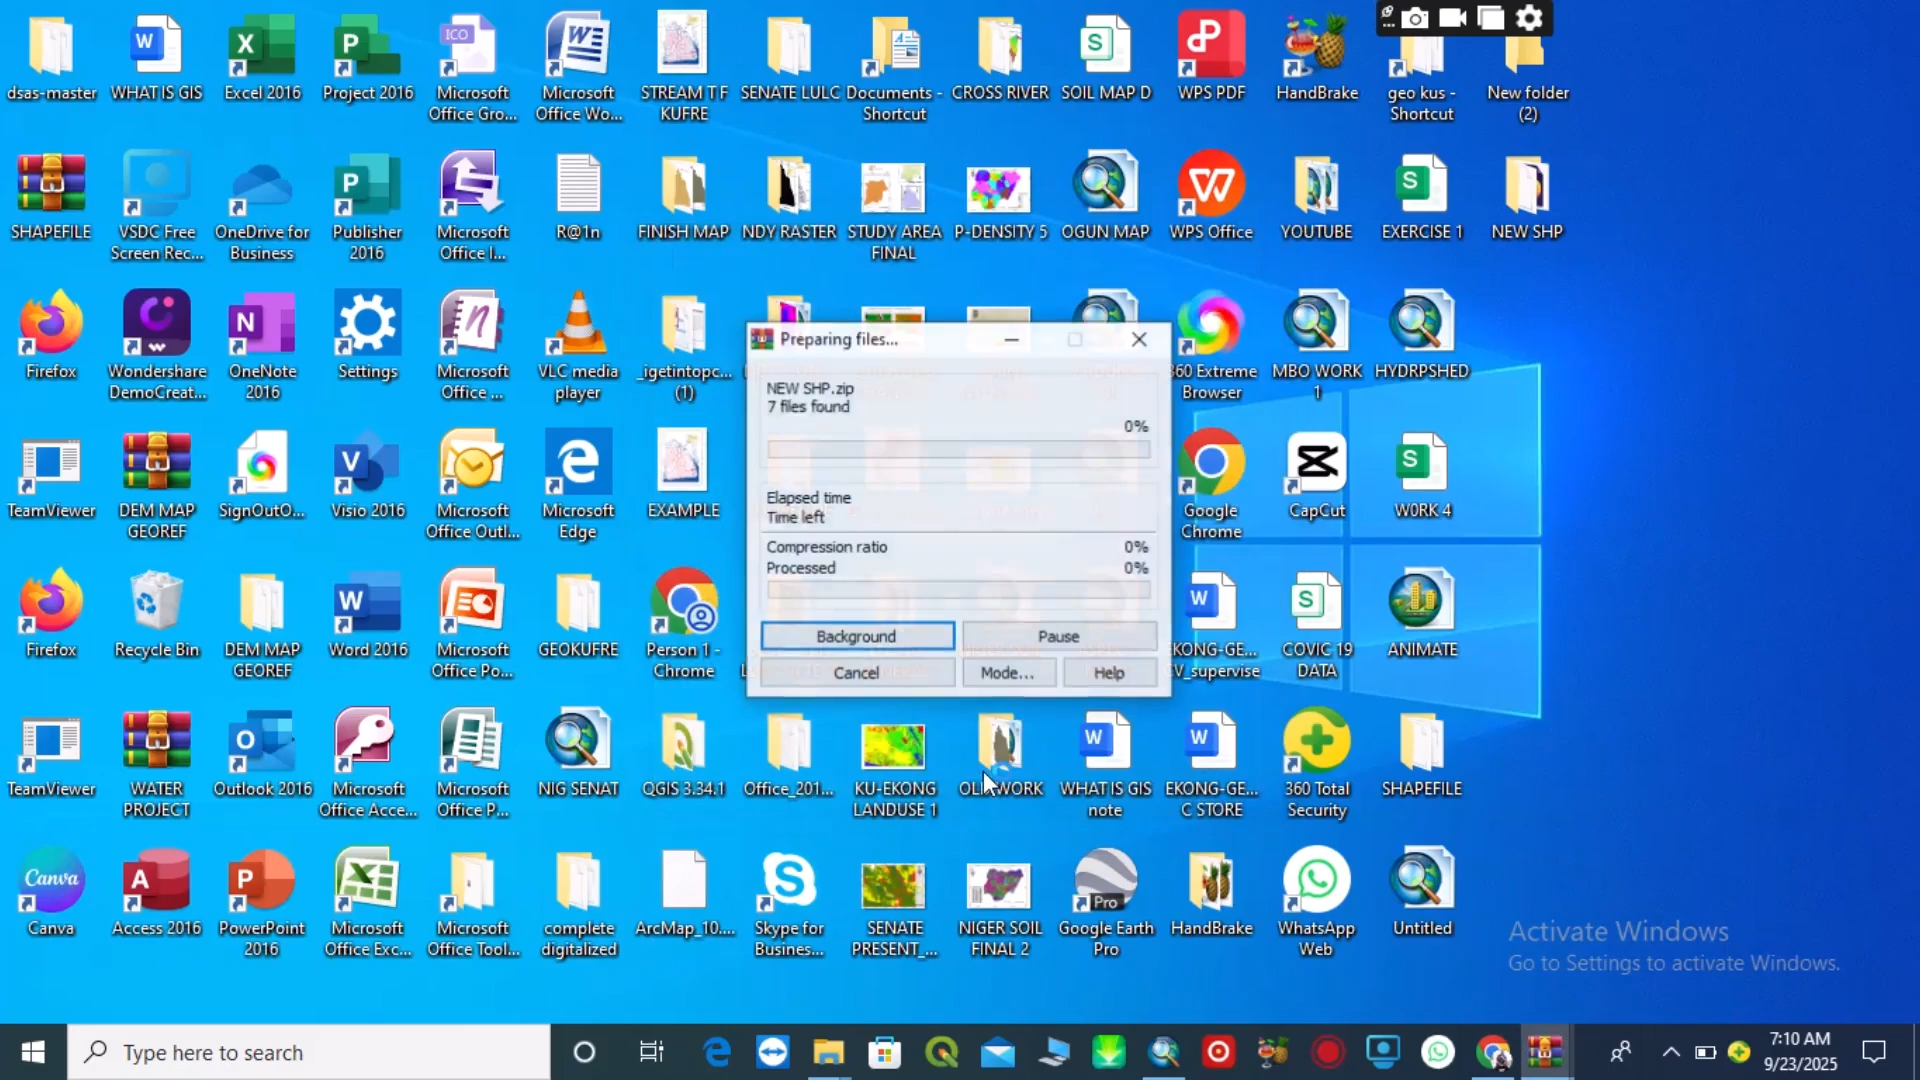 dsas-master
WHAT IS GIS
Excel 2016
Project 2016
Microsoft
Office Gro...
Microsoft
Office Wo...
STREAM T F
KUFRE
SENATE LULC
Documents -
Shortcut
CROSS RIVER
SOIL MAP D
WPS PDF
HandBrake
geo kus -
Shortcut
New folder
(2)
SHAPEFILE
VSDC Free
Screen Rec...
OneDrive for
Business
Publisher
2016
Microsoft
Office I...
R@1n
FINISH MAP
NDY RASTER
STUDY AREA
FINAL
P-DENSITY 5
OGUN MAP
WPS Office
YOUTUBE
EXERCISE 1
NEW SHP
Firefox
Wondershare
DemoCreat...
OneNote
2016
Settings
Microsoft
Office ...
VLC media
player
_igetintopc...
(1)
Preparing files...
NEW SHP.zip
7 files found
0%
Elapsed time
Time left
Compression ratio
0%
Processed
0%
Background
Pause
Cancel
Mode...
Help
360 Extreme
Browser
MBO WORK
1
HYDRPSHED
TeamViewer
DEM MAP
GEOREF
SignOutO...
Visio 2016
Microsoft
Office Outl...
Microsoft
Edge
EXAMPLE
Google
Chrome
CapCut
W0RK 4
Firefox
Recycle Bin
DEM MAP
GEOREF
Word 2016
Microsoft
Office Po...
GEOKUFRE
Person 1 -
Chrome
EKONG-GE...
CV_supervise
COVIC 19
DATA
ANIMATE
TeamViewer
WATER
PROJECT
Outlook 2016
Microsoft
Office Acce...
Microsoft
Office P...
NIG SENAT
QGIS 3.34.1
Office_201...
KU-EKONG
LANDUSE 1
WORK
WHAT IS GIS
note
EKONG-GE...
C STORE
360 Total
Security
SHAPEFILE
Canva
Canva
Access 2016
PowerPoint
2016
Microsoft
Office Exc...
Microsoft
Office Tool...
complete
digitalized
ArcMap_10....
Skype for
Busines...
SENATE
PRESENT_...
NIGER SOIL
FINAL 2
Pro
Google Earth
Pro
HandBrake
WhatsApp
Web
Untitled
Activate Windows
Go to Settings to activate Windows.
Type here to search
7:10 AM
9/23/2025